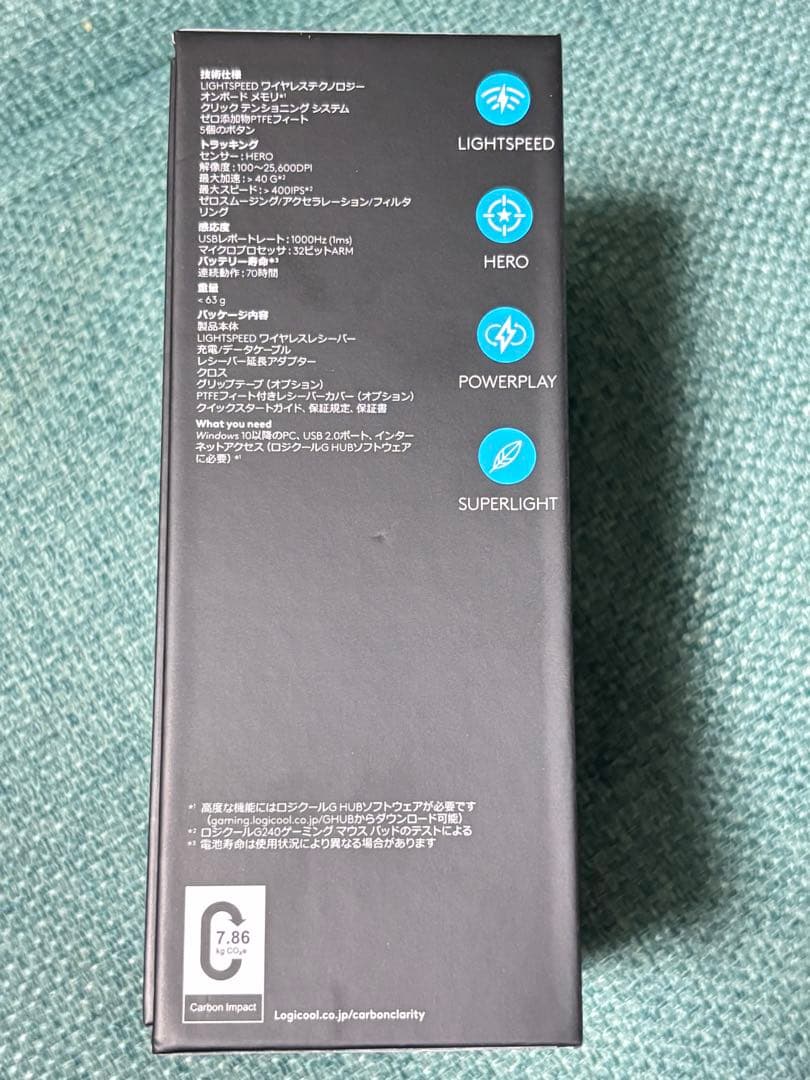 技術仕様
LIGHTSPEED ワイヤレステクノロジー
オンボード メモリ*¹
クリック テンショニング システム
ゼロ添加物PTFEフィート
5個のボタン
トラッキング
センサー：HERO
解像度：100〜25,600DPI
最大加速：> 40 G*²
最大スピード：> 400IPS*²
ゼロスムージング/アクセラレーション/フィルタ
リング
感応度
USBレポートレート：1000Hz (1ms)
マイクロプロセッサ：32ビットARM
バッテリー寿命*³
連続動作：70時間
重量
< 63 g
パッケージ内容
製品本体
LIGHTSPEED ワイヤレスレシーバー
充電/データケーブル
レシーバー延長アダプター
クロス
グリップテープ（オプション）
PTFEフィート付きレシーバーカバー（オプション）
クイックスタートガイド、保証規定、保証書
What you need
Windows 10以降のPC、USB 2.0ポート、インター
ネットアクセス（ロジクールG HUBソフトウェア
に必要）*¹
LIGHTSPEED
HERO
POWERPLAY
SUPERLIGHT
*¹ 高度な機能にはロジクールG HUBソフトウェアが必要です
（gaming.logicool.co.jp/GHUBからダウンロード可能）
*² ロジクールG240ゲーミング マウス パッドのテストによる
*³ 電池寿命は使用状況により異なる場合があります
7.86
kg CO₂e
Carbon Impact
Logicool.co.jp/carbonclarity